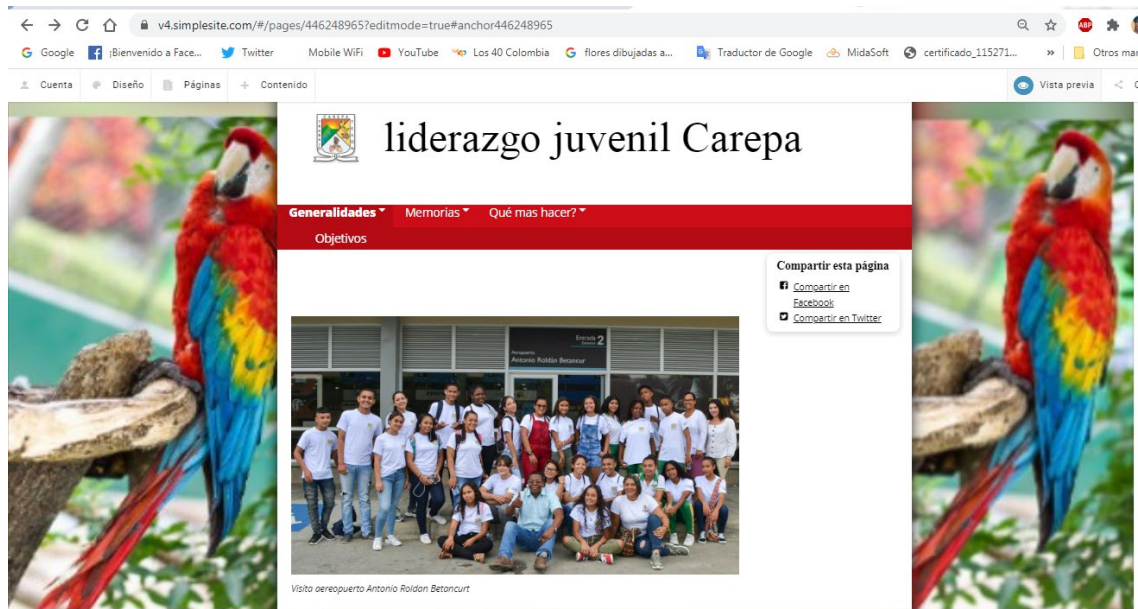 v4.simplesite.com/#/pages/446248965?editmode=true#anchor446248965
ABP
Google
¡Bienvenido a Face...
Twitter
Mobile WiFi
YouTube
Los 40 Colombia
flores dibujadas a...
Traductor de Google
MidaSoft
certificado_115271...
»
Otros mar
Cuenta
Diseño
Páginas
+ Contenido
Vista previa
liderazgo juvenil Carepa
Generalidades
Memorias
Qué mas hacer?
Objetivos
Compartir esta página
Compartir en
Facebook
Compartir en Twitter
Entrada 2
Aeropuerto
Antonio Roldán Betancur
Visita aereopuerto Antonio Roldan Betancurt